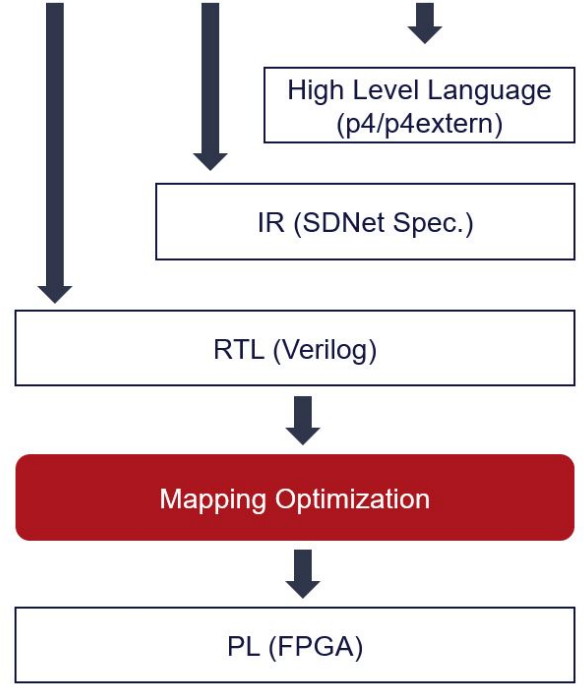 High Level Language
(p4/p4extern)
IR (SDNet Spec.)
RTL (Verilog)
Mapping Optimization
PL (FPGA)